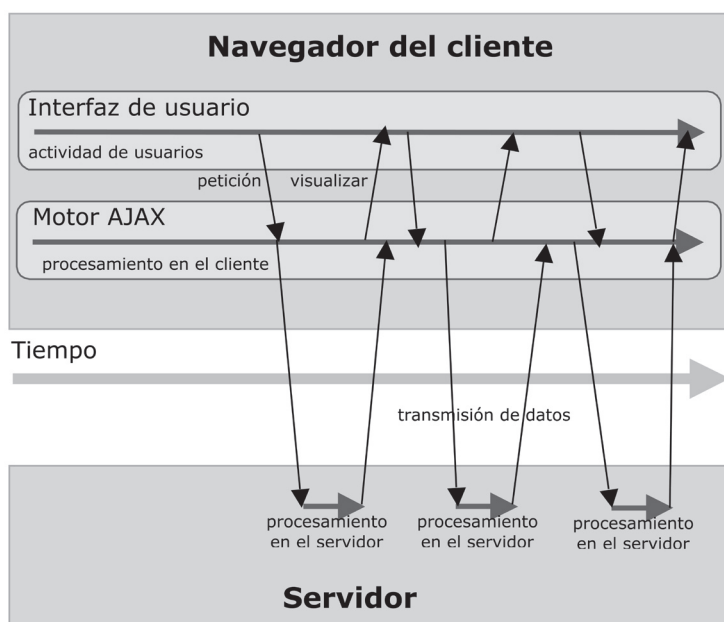 Navegador del cliente
Interfaz de usuario
actividad de usuarios
petición visualizar
Motor AJAX
procesamiento en el cliente
Tiempo
transmisión de datos
procesamiento
en el servidor
procesamiento
en el servidor
procesamiento
en el servidor
Servidor